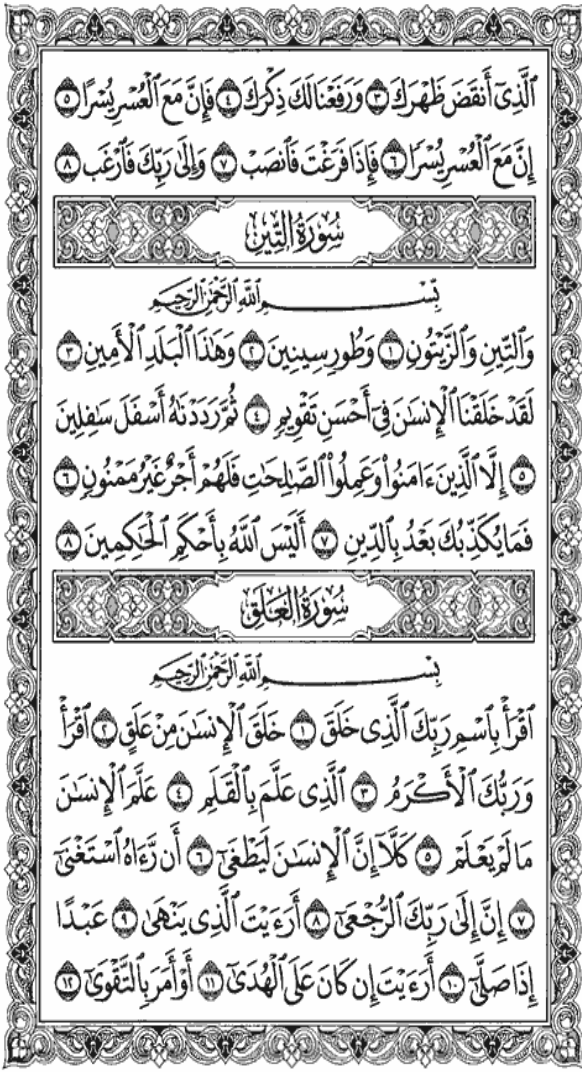 ٱلَّذِىٓ أَنقَضَ ظَهْرَكَ ٣ وَرَفَعْنَا لَكَ ذِكْرَكَ ٤ فَإِنَّ مَعَ ٱلْعُسْرِ يُسْرًا ٥
إِنَّ مَعَ ٱلْعُسْرِ يُسْرًا ٦ فَإِذَا فَرَغْتَ فَٱنصَبْ ٧ وَإِلَىٰ رَبِّكَ فَٱرْغَب ٨
سُورَةُ التِّينِ
بِسْمِ ٱللَّهِ ٱلرَّحْمَٰنِ ٱلرَّحِيمِ
وَٱلتِّينِ وَٱلزَّيْتُونِ ١ وَطُورِ سِينِينَ ٢ وَهَٰذَا ٱلْبَلَدِ ٱلْأَمِينِ ٣
لَقَدْ خَلَقْنَا ٱلْإِنسَٰنَ فِىٓ أَحْسَنِ تَقْوِيمٍ ٤ ثُمَّ رَدَدْنَٰهُ أَسْفَلَ سَٰفِلِينَ
٥ إِلَّا ٱلَّذِينَ ءَامَنُوا۟ وَعَمِلُوا۟ ٱلصَّٰلِحَٰتِ فَلَهُمْ أَجْرٌ غَيْرُ مَمْنُونٍ ٦
فَمَا يُكَذِّبُكَ بَعْدُ بِٱلدِّينِ ٧ أَلَيْسَ ٱللَّهُ بِأَحْكَمِ ٱلْحَٰكِمِينَ ٨
سُورَةُ العَلَقِ
بِسْمِ ٱللَّهِ ٱلرَّحْمَٰنِ ٱلرَّحِيمِ
ٱقْرَأْ بِٱسْمِ رَبِّكَ ٱلَّذِى خَلَقَ ١ خَلَقَ ٱلْإِنسَٰنَ مِنْ عَلَقٍ ٢ ٱقْرَأْ
وَرَبُّكَ ٱلْأَكْرَمُ ٣ ٱلَّذِى عَلَّمَ بِٱلْقَلَمِ ٤ عَلَّمَ ٱلْإِنسَٰنَ
مَا لَمْ يَعْلَمْ ٥ كَلَّآ إِنَّ ٱلْإِنسَٰنَ لَيَطْغَىٰٓ ٦ أَن رَّءَاهُ ٱسْتَغْنَىٰٓ
٧ إِنَّ إِلَىٰ رَبِّكَ ٱلرُّجْعَىٰٓ ٨ أَرَءَيْتَ ٱلَّذِى يَنْهَىٰ ٩ عَبْدًا
إِذَا صَلَّىٰٓ ١٠ أَرَءَيْتَ إِن كَانَ عَلَى ٱلْهُدَىٰٓ ١١ أَوْ أَمَرَ بِٱلتَّقْوَىٰٓ ١٢